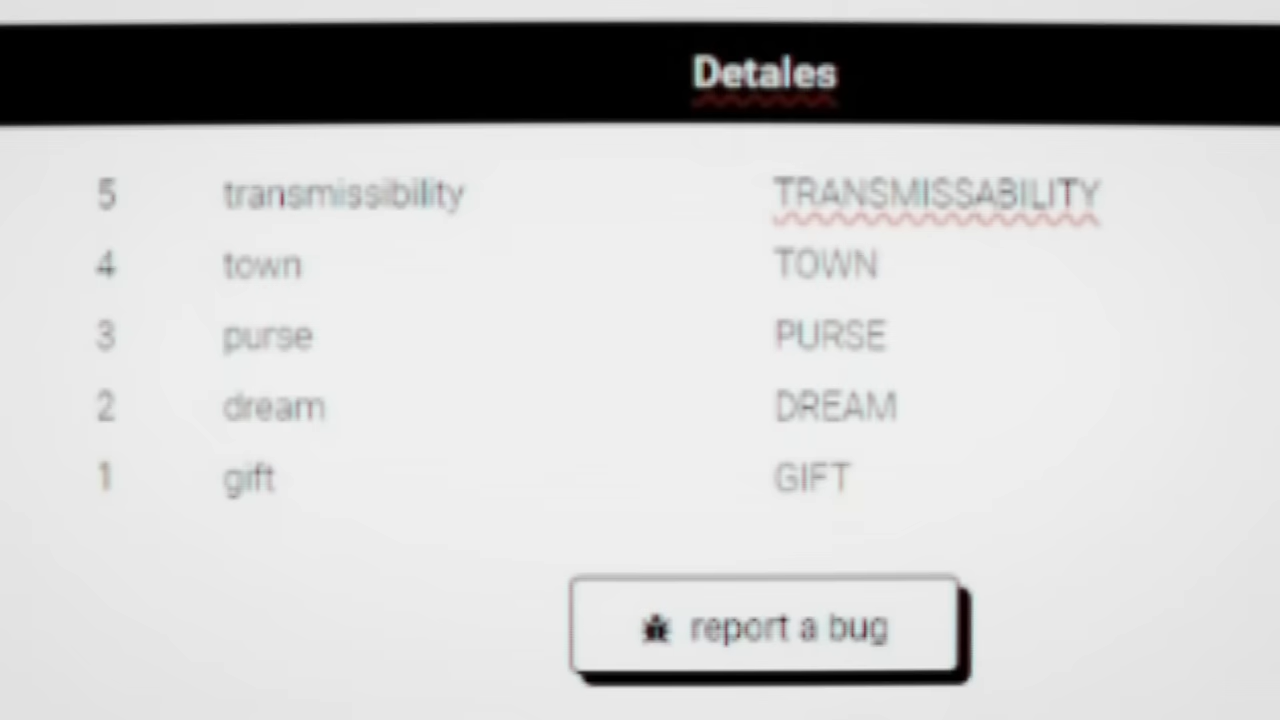 Detales
5 transmissibility TRANSMISSABILITY
4 town TOWN
3 purse PURSE
2 dream DREAM
1 gift GIFT
report a bug